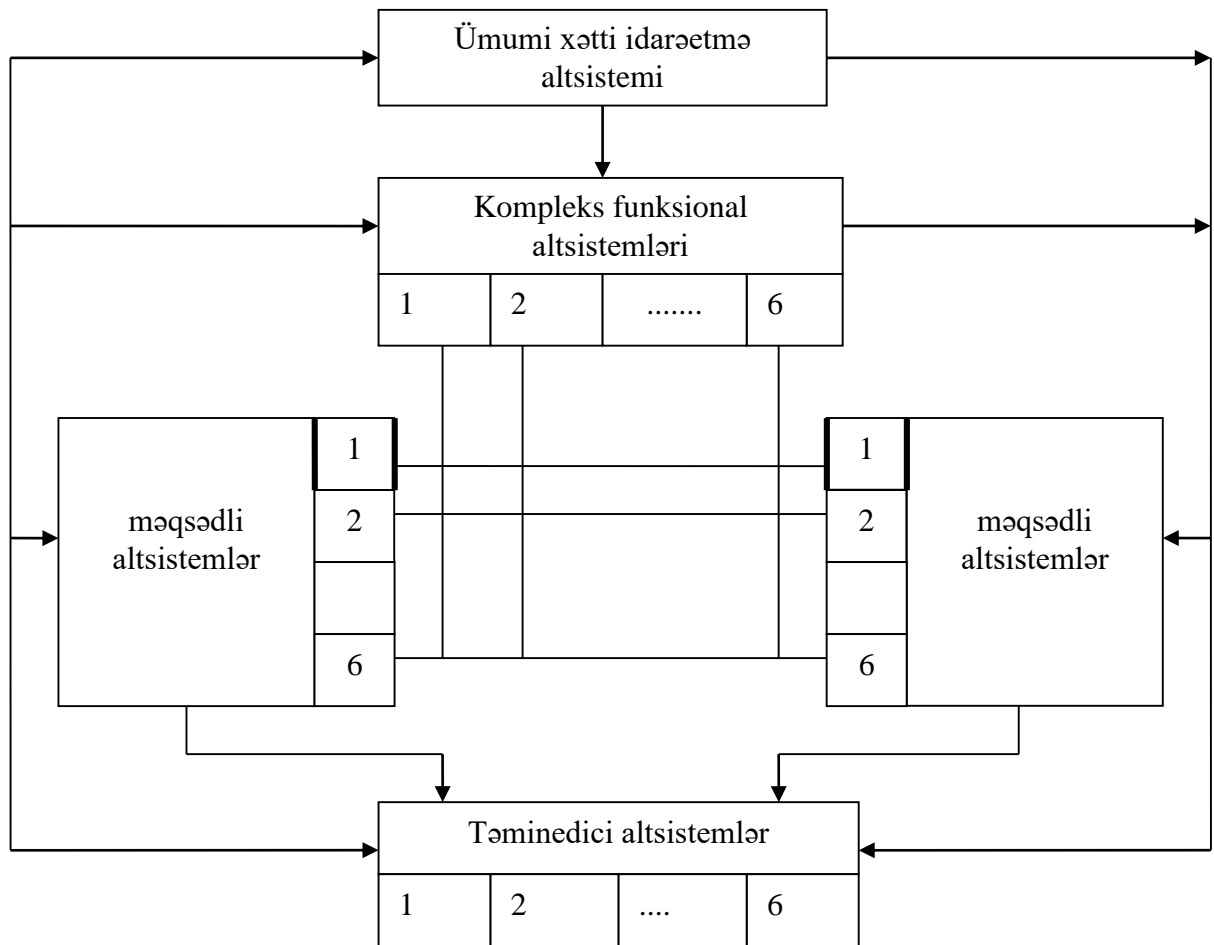 Ümumi xətti idarəetmə
altsistemi
Kompleks funksional
altsistemləri
1 2 ....... 6
1
2
6
məqsədli
altsistemlər
1
2
6
məqsədli
altsistemlər
Təminedici altsistemlər
1 2 .... 6